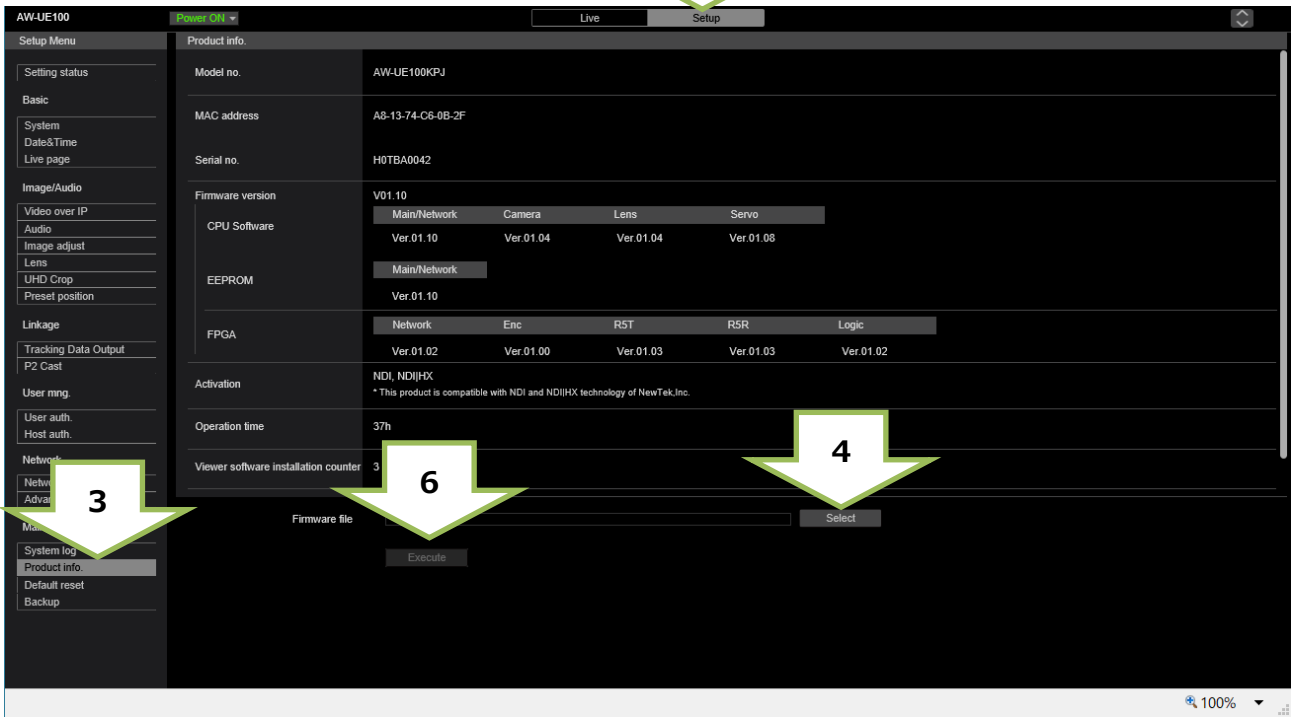 AW-UE100
Power ON
Live
Setup
Setup Menu
Product info.
Setting status
Basic
System
Date&Time
Live page
Image/Audio
Video over IP
Audio
Image adjust
Lens
UHD Crop
Preset position
Linkage
Tracking Data Output
P2 Cast
User mng.
User auth.
Host auth.
Network
Netw
Adva
Mai
System log
Product info.
Default reset
Backup
3
Model no.
AW-UE100KPJ
MAC address
A8-13-74-C6-0B-2F
Serial no.
H0TBA0042
Firmware version
V01.10
CPU Software
Main/Network Camera Lens Servo
Ver.01.10 Ver.01.04 Ver.01.04 Ver.01.08
EEPROM
Main/Network
Ver.01.10
FPGA
Network Enc R5T R5R Logic
Ver.01.02 Ver.01.00 Ver.01.03 Ver.01.03 Ver.01.02
Activation
NDI, NDI|HX
* This product is compatible with NDI and NDI|HX technology of NewTek,Inc.
Operation time
37h
Viewer software installation counter
3
6
4
Firmware file
Select
Execute
100%